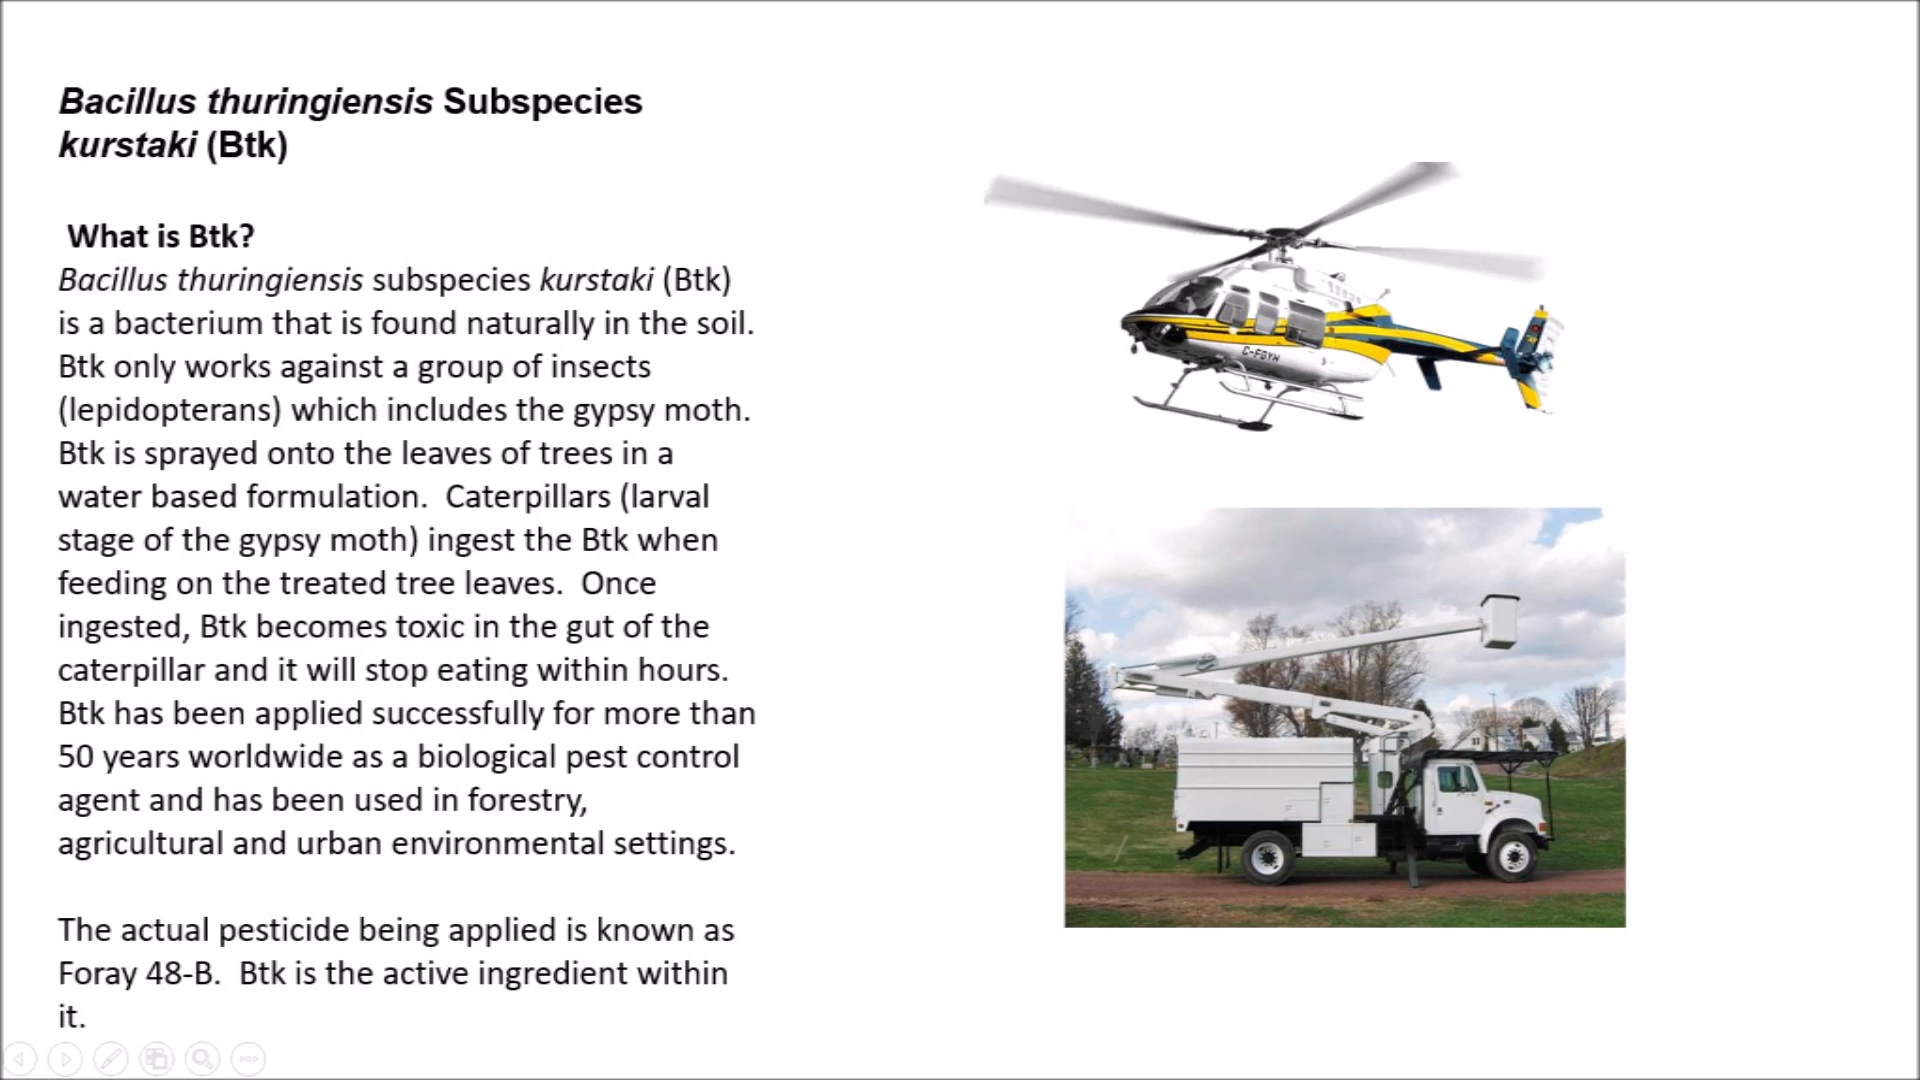 Bacillus thuringiensis Subspecies
kurstaki (Btk)
What is Btk?
Bacillus thuringiensis subspecies kurstaki (Btk)
is a bacterium that is found naturally in the soil.
Btk only works against a group of insects
(lepidopterans) which includes the gypsy moth.
Btk is sprayed onto the leaves of trees in a
water based formulation.  Caterpillars (larval
stage of the gypsy moth) ingest the Btk when
feeding on the treated tree leaves.  Once
ingested, Btk becomes toxic in the gut of the
caterpillar and it will stop eating within hours.
Btk has been applied successfully for more than
50 years worldwide as a biological pest control
agent and has been used in forestry,
agricultural and urban environmental settings.
The actual pesticide being applied is known as
Foray 48-B.  Btk is the active ingredient within
it.